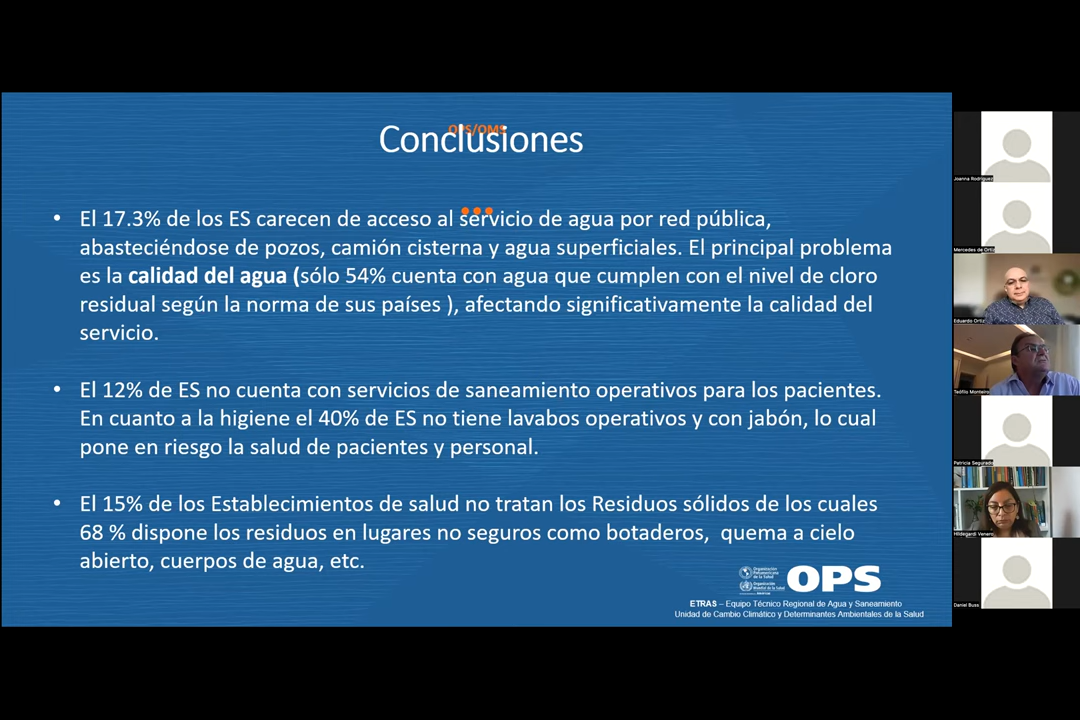 OPS/OMS
Conclusiones
• El 17.3% de los ES carecen de acceso al servicio de agua por red pública,
abasteciéndose de pozos, camión cisterna y agua superficiales. El principal problema
es la calidad del agua (sólo 54% cuenta con agua que cumplen con el nivel de cloro
residual según la norma de sus países ), afectando significativamente la calidad del
servicio.
• El 12% de ES no cuenta con servicios de saneamiento operativos para los pacientes.
En cuanto a la higiene el 40% de ES no tiene lavabos operativos y con jabón, lo cual
pone en riesgo la salud de pacientes y personal.
• El 15% de los Establecimientos de salud no tratan los Residuos sólidos de los cuales
68 % dispone los residuos en lugares no seguros como botaderos, quema a cielo
abierto, cuerpos de agua, etc.
Organización
Panamericana
de la Salud
Organización
Mundial de la Salud
OPS
ETRAS – Equipo Técnico Regional de Agua y Saneamiento
Unidad de Cambio Climático y Determinantes Ambientales de la Salud
Joanna Rodríguez
Mercedes de Ortiz
Eduardo Ortiz
Teófilo Monteiro
Patricia Segurado
Hildegardi Venero
Daniel Buss